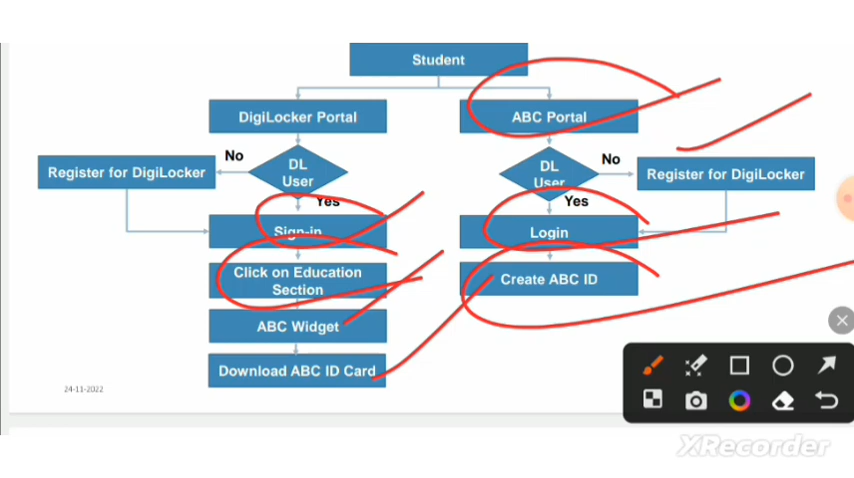 Student
DigiLocker Portal
ABC Portal
DL
User
No
Register for DigiLocker
Yes
DL
User
No
Register for DigiLocker
Yes
Sign-in
Login
Click on Education
Section
Create ABC ID
ABC Widget
Download ABC ID Card
24-11-2022
XRecorder